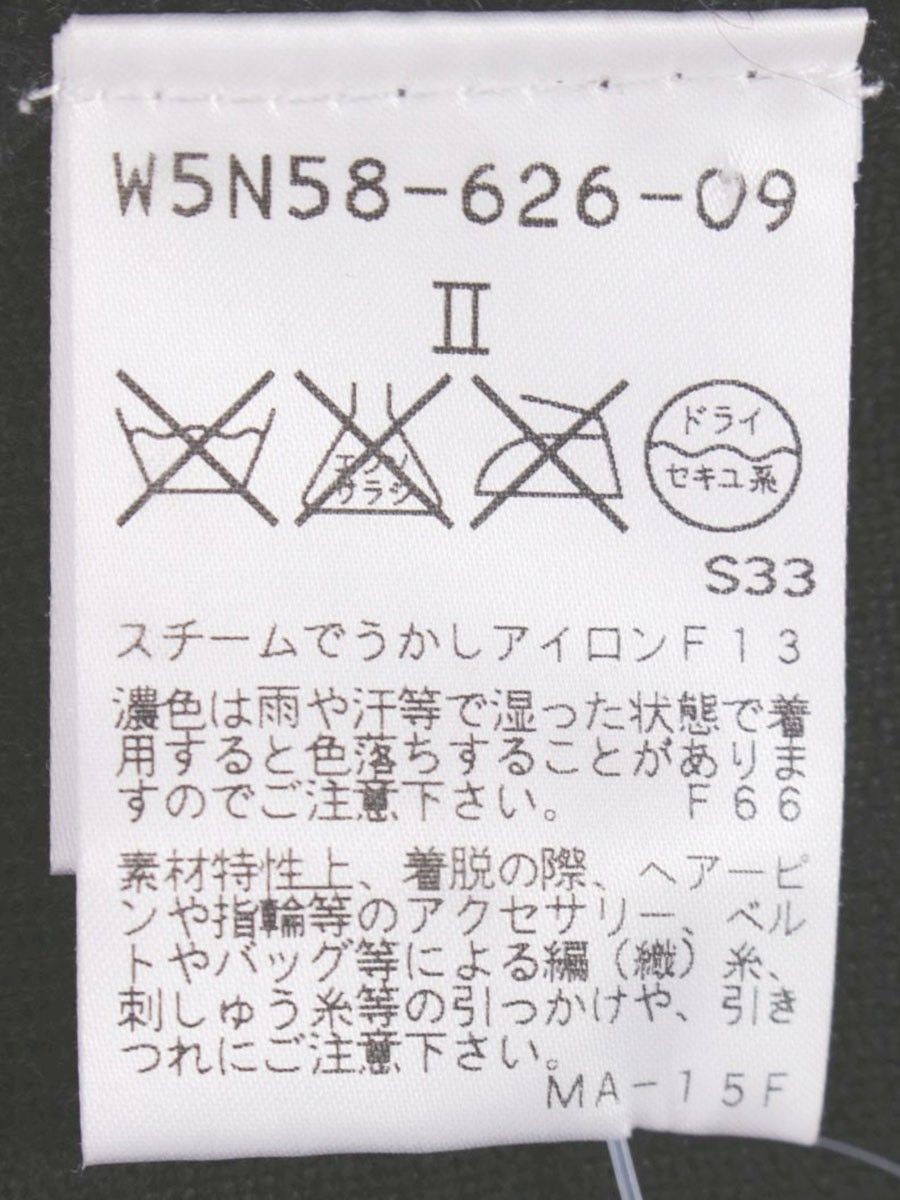 W5N58-626-09
II
エンソ
サラシ
ドライ
セキユ系
S33
スチームでうかしアイロンF13
濃色は雨や汗等で湿った状態で着
用すると色落ちすることがありま
すのでご注意下さい。 F66
素材特性上、着脱の際、ヘアーピ
ンや指輪等のアクセサリー、ベル
トやバッグ等による編(織)糸、
刺しゅう糸等の引っかけや、引き
つれにご注意下さい。
MA-15F